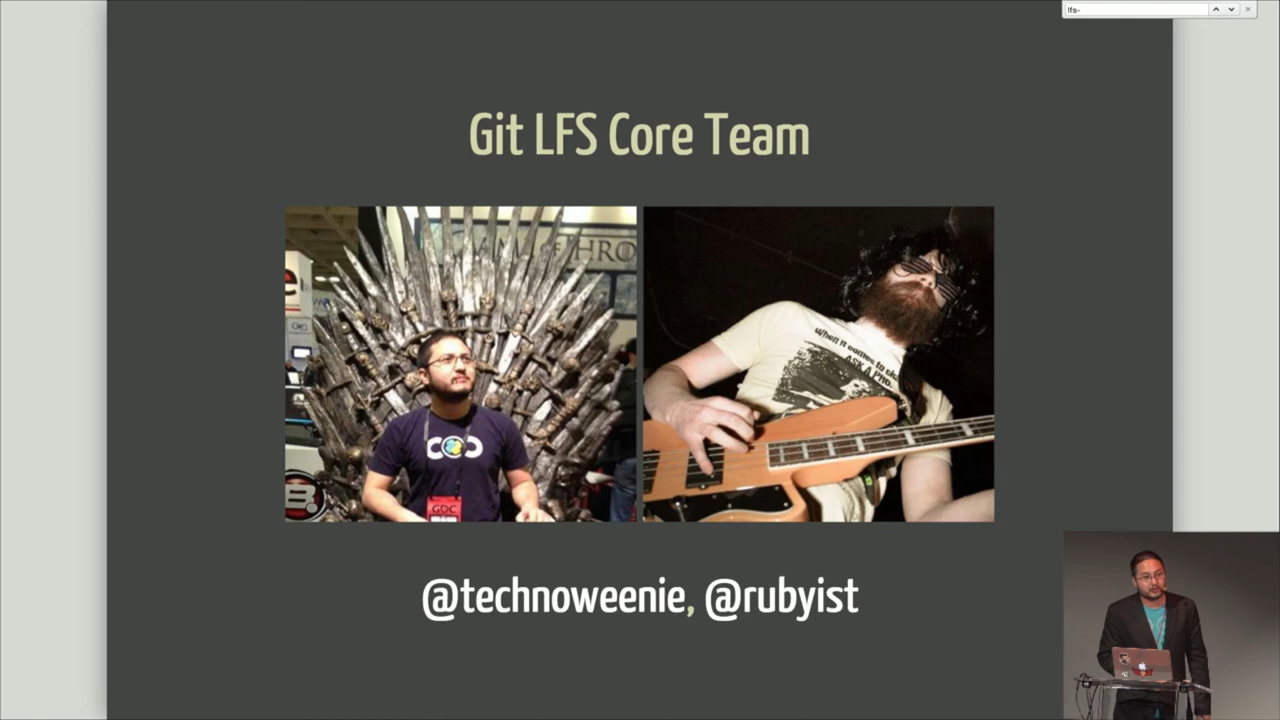 lfs-
Git LFS Core Team
GAME OF THRO
When it comes to
ASK A PRO.
GDC
B.
@technoweenie, @rubyist